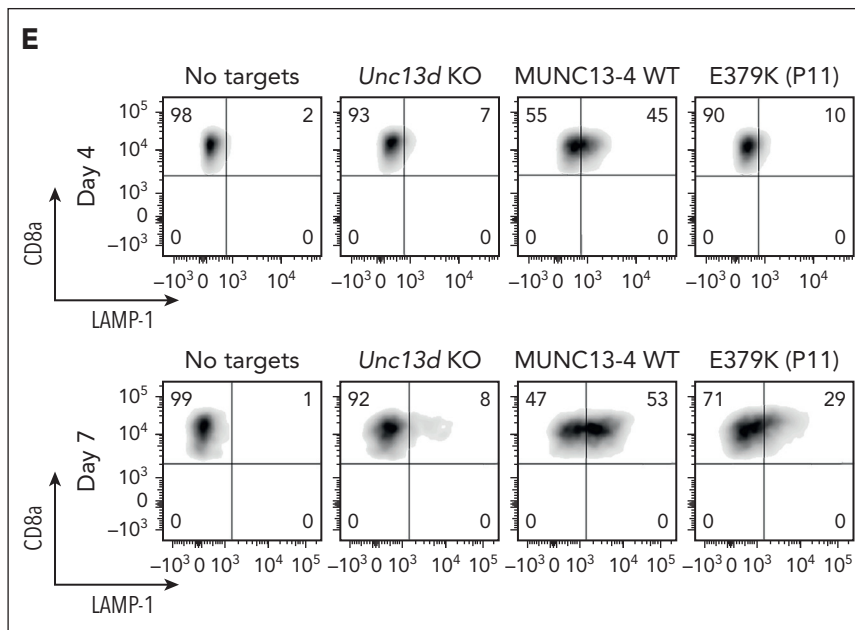 E
No targets Unc13d KO MUNC13-4 WT E379K (P11)
Day 4
CD8a
10⁵
10⁴
10³
0
−10³
98 2 93 7 55 45 90 10
0 0 0 0 0 0 0 0
−10³ 0 10³ 10⁴ −10³ 0 10³ 10⁴ −10³ 0 10³ 10⁴ −10³ 0 10³ 10⁴
LAMP-1
No targets Unc13d KO MUNC13-4 WT E379K (P11)
Day 7
CD8a
10⁵
10⁴
10³
0
−10³
99 1 92 8 47 53 71 29
0 0 0 0 0 0 0 0
−10³ 0 10³ 10⁴ 10⁵ −10³ 0 10³ 10⁴ 10⁵ −10³ 0 10³ 10⁴ 10⁵ −10³ 0 10³ 10⁴ 10⁵
LAMP-1